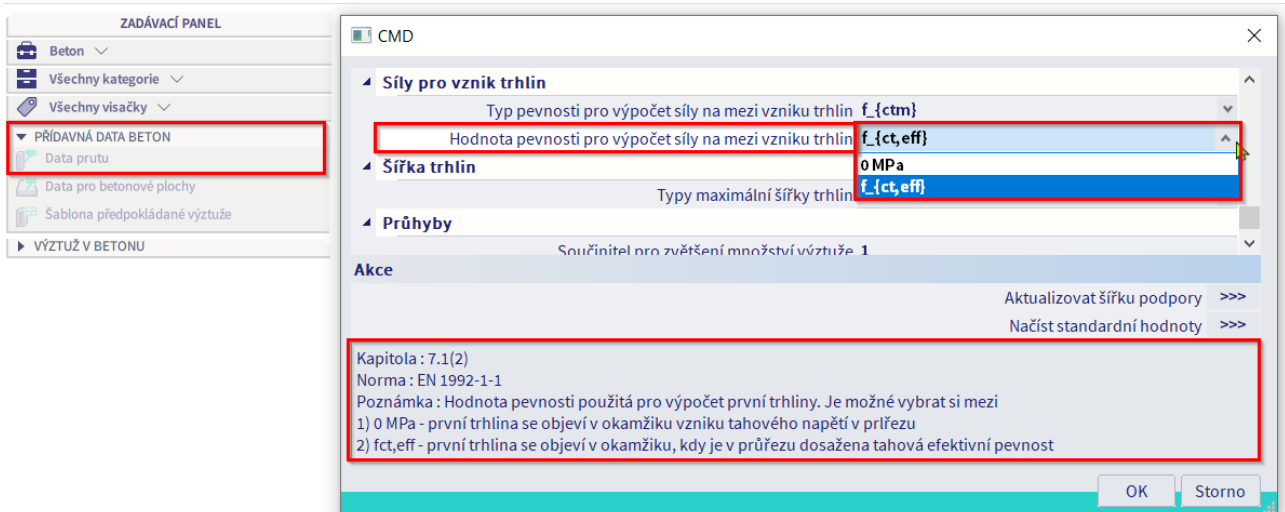 ZADÁVACÍ PANEL
Beton
Všechny kategorie
Všechny visačky
PŘÍDAVNÁ DATA BETON
Data prutu
Data pro betonové plochy
Šablona předpokládané výztuže
VÝZTUŽ V BETONU
CMD
Síly pro vznik trhlin
Typ pevnosti pro výpočet síly na mezi vzniku trhlin f_{ctm}
Hodnota pevnosti pro výpočet síly na mezi vzniku trhlin f_{ct,eff}
0 MPa
f_{ct,eff}
Šířka trhlin
Typy maximální šířky trhlin
Průhyby
Součinitel pro zvětšení množství výztuže 1
Akce
Aktualizovat šířku podpory >>>
Načíst standardní hodnoty >>>
Kapitola : 7.1(2)
Norma : EN 1992-1-1
Poznámka : Hodnota pevnosti použitá pro výpočet první trhliny. Je možné vybrat si mezi
1) 0 MPa - první trhlina se objeví v okamžiku vzniku tahového napětí v prlřezu
2) fct,eff - první trhlina se objeví v okamžiku, kdy je v průřezu dosažena tahová efektivní pevnost
OK Storno